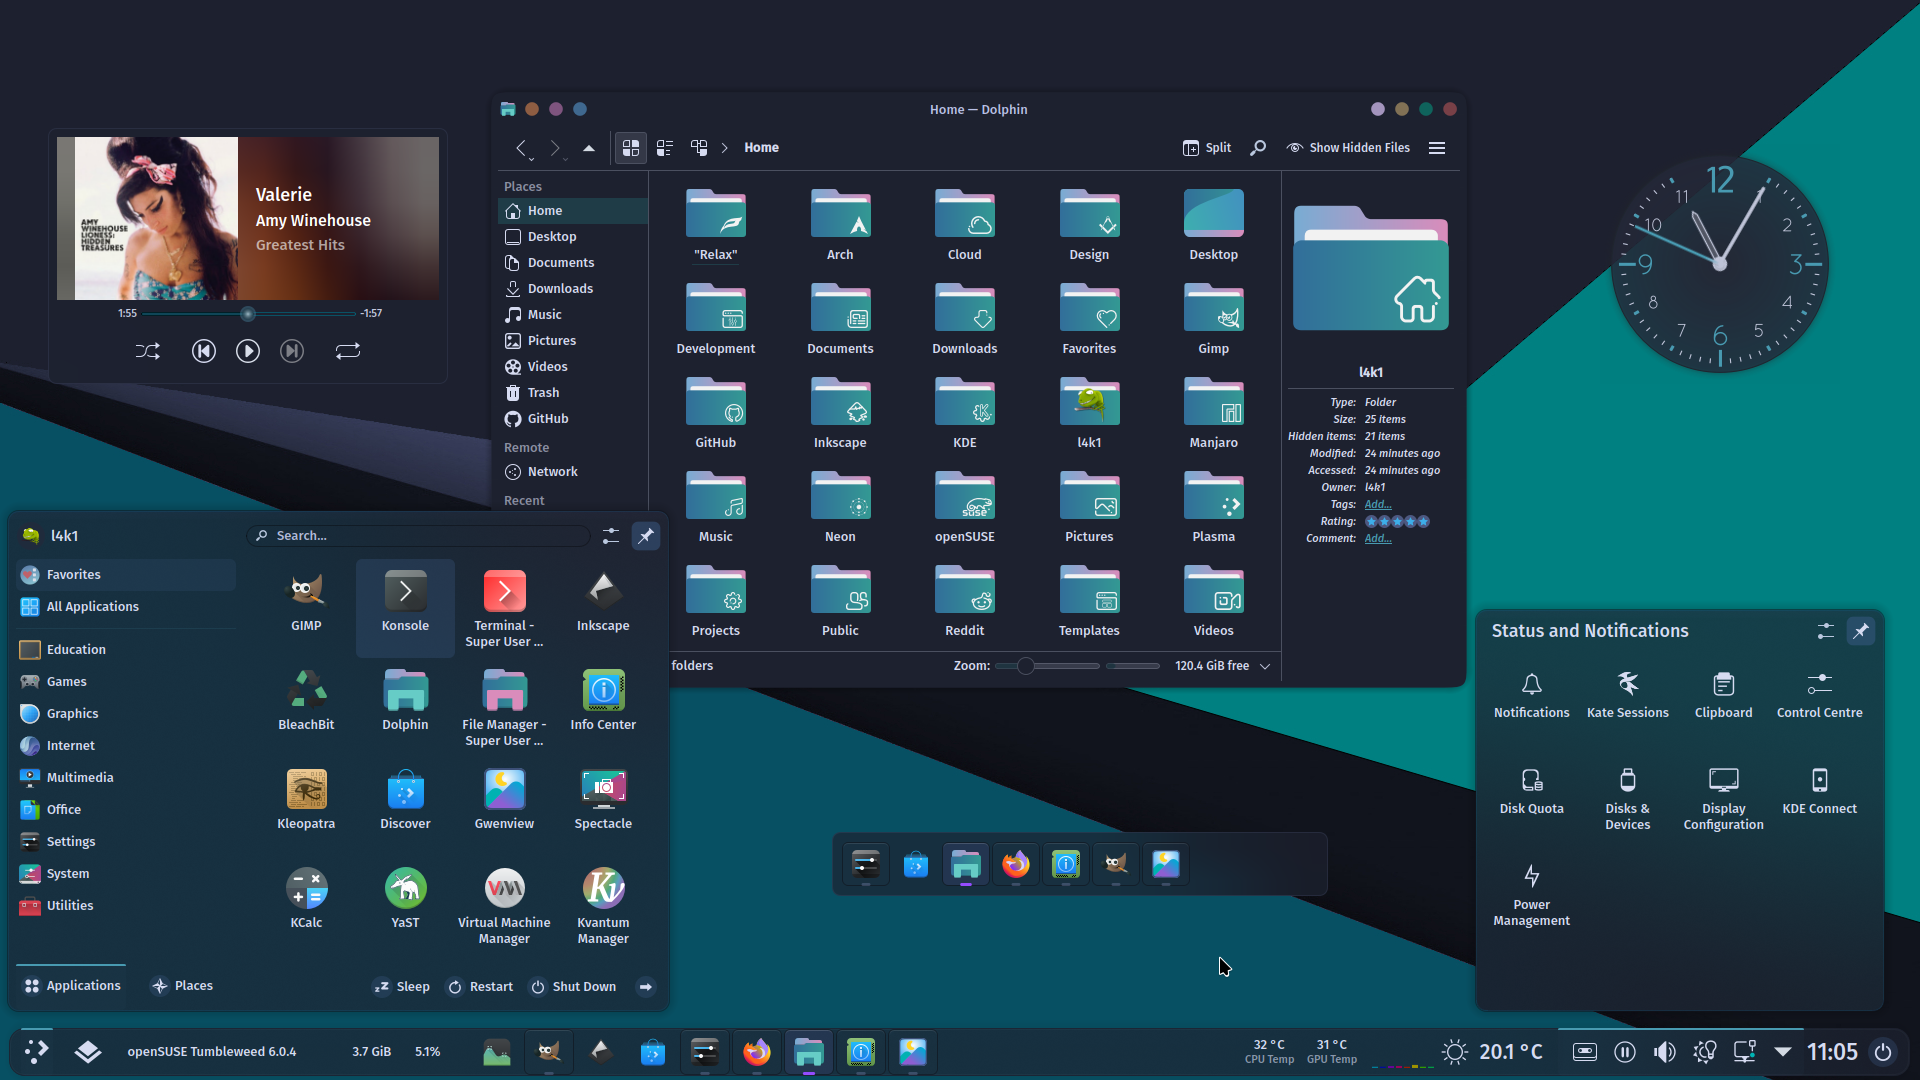 Home — Dolphin
Home
Split
Show Hidden Files
Places
Home
Desktop
Documents
Downloads
Music
Pictures
Videos
Trash
GitHub
Remote
Network
Recent
"Relax"
Arch
Cloud
Design
Desktop
Development
Documents
Downloads
Favorites
Gimp
GitHub
Inkscape
KDE
l4k1
Manjaro
Music
Neon
openSUSE
Pictures
Plasma
Projects
Public
Reddit
Templates
Videos
folders
Zoom:
120.4 GiB free
l4k1
Type: Folder
Size: 25 items
Hidden items: 21 items
Modified: 24 minutes ago
Accessed: 24 minutes ago
Owner: l4k1
Tags: Add...
Rating:
Comment: Add...
AMY
WINEHOUSE
LIONESS:
HIDDEN
TREASURES
Valerie
Amy Winehouse
Greatest Hits
1:55
-1:57
12
1
2
3
4
5
6
7
8
9
10
11
l4k1
Search...
Favorites
All Applications
Education
Games
Graphics
Internet
Multimedia
Office
Settings
System
Utilities
GIMP
Konsole
Terminal -
Super User ...
Inkscape
BleachBit
Dolphin
File Manager -
Super User ...
Info Center
Kleopatra
Discover
Gwenview
Spectacle
KCalc
YaST
Virtual Machine
Manager
Kvantum
Manager
Applications
Places
Sleep
Restart
Shut Down
Status and Notifications
Notifications
Kate Sessions
Clipboard
Control Centre
Disk Quota
Disks &
Devices
Display
Configuration
KDE Connect
Power
Management
openSUSE Tumbleweed 6.0.4
3.7 GiB
5.1%
32 °C
CPU Temp
31 °C
GPU Temp
20.1 °C
11:05